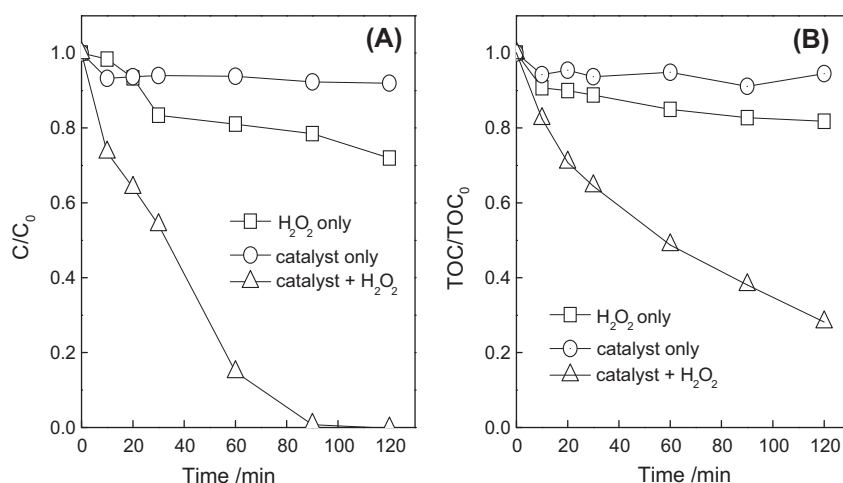 (A)
1.0
0.8
0.6
0.4
0.2
0.0
C/C₀
H₂O₂ only
catalyst only
catalyst + H₂O₂
0 20 40 60 80 100 120
Time /min
(B)
1.0
0.8
0.6
0.4
0.2
0.0
TOC/TOC₀
H₂O₂ only
catalyst only
catalyst + H₂O₂
0 20 40 60 80 100 120
Time /min